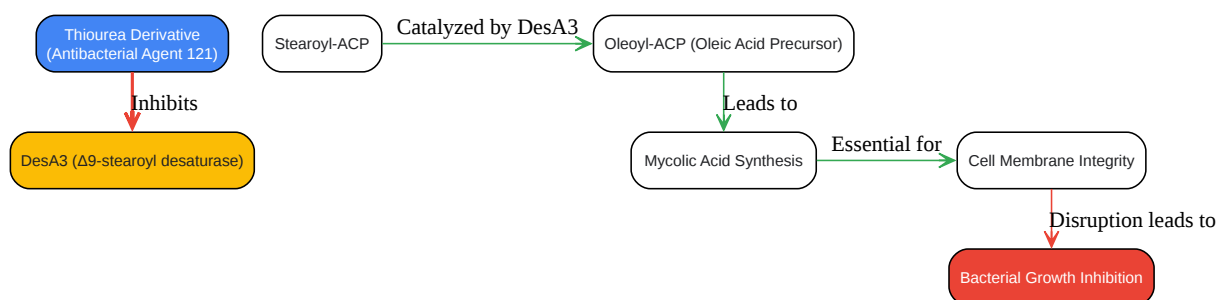 Thiourea Derivative
(Antibacterial Agent 121)
Inhibits
DesA3 (Δ9-stearoyl desaturase)
Stearoyl-ACP
Catalyzed by DesA3
Oleoyl-ACP (Oleic Acid Precursor)
Leads to
Mycolic Acid Synthesis
Essential for
Cell Membrane Integrity
Disruption leads to
Bacterial Growth Inhibition